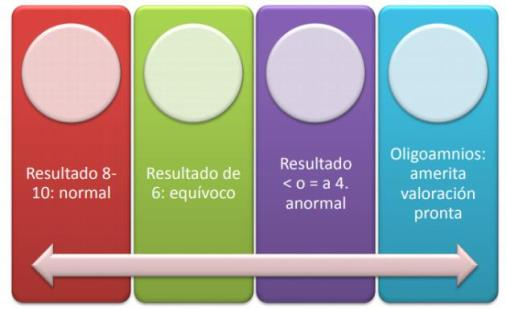 Resultado 8-
10: normal
Resultado de
6: equívoco
Resultado
< o = a 4.
anormal
Oligoamnios:
amerita
valoración
pronta